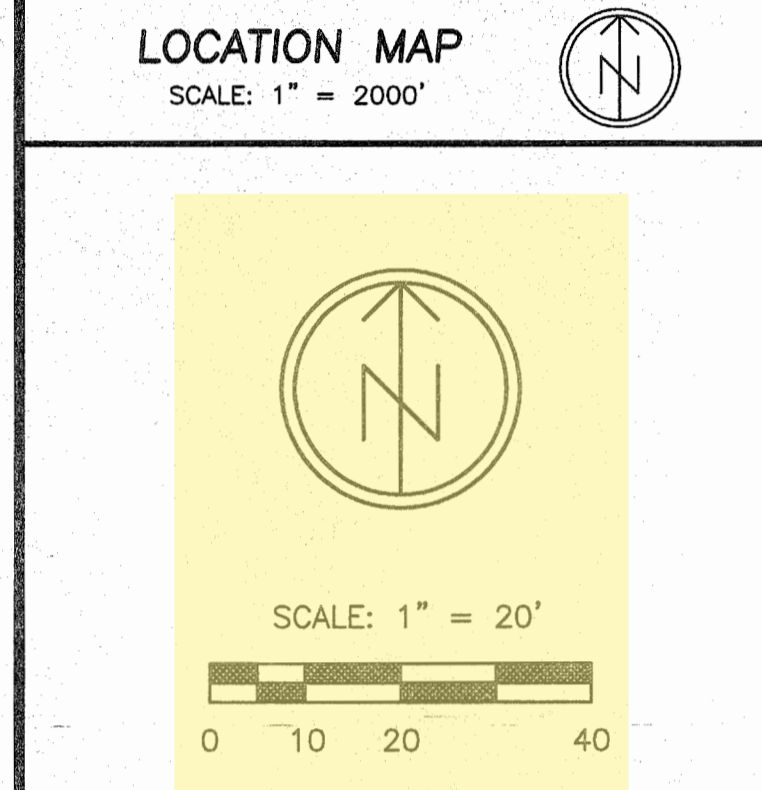 LOCATION MAP
SCALE: 1" = 2000'
N
N
SCALE: 1" = 20'
0 10 20 40